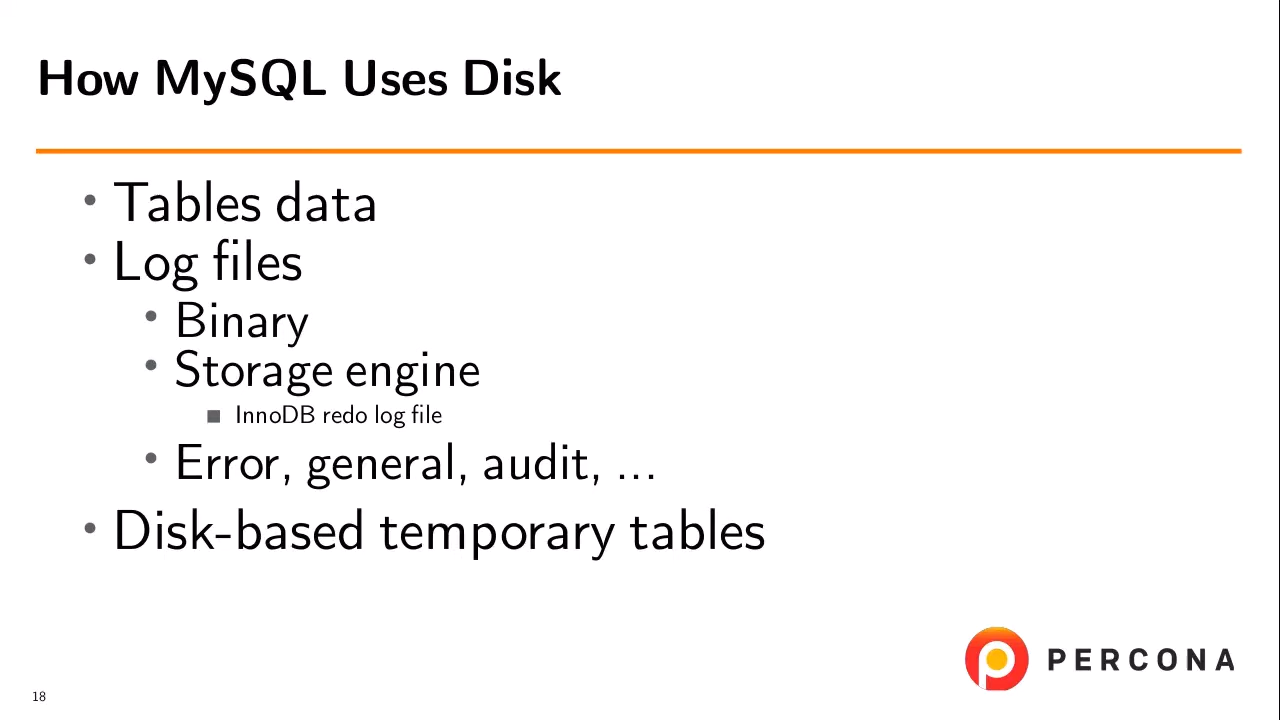 How MySQL Uses Disk
• Tables data
• Log files
• Binary
• Storage engine
■ InnoDB redo log file
• Error, general, audit, ...
• Disk-based temporary tables
PERCONA
18